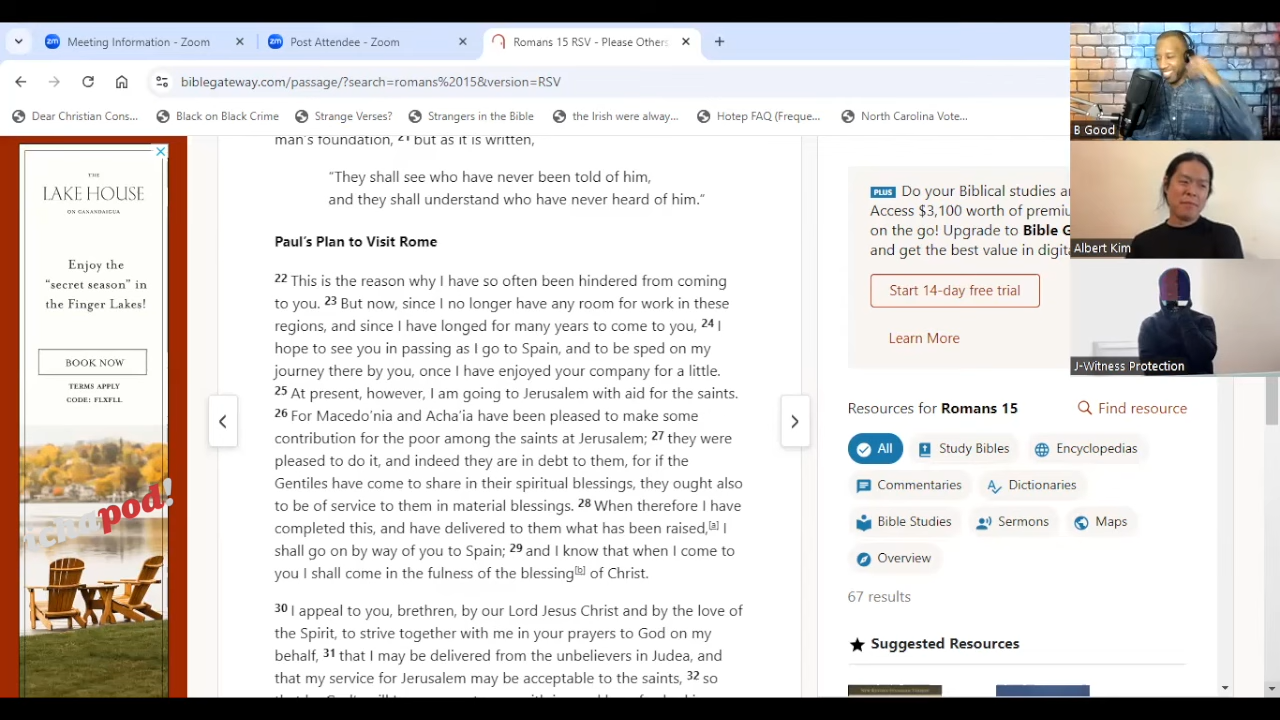 Meeting Information - Zoom
Post Attendee - Zoom
Romans 15 RSV - Please Others
biblegateway.com/passage/?search=romans%2015&version=RSV
Dear Christian Cons...
Black on Black Crime
Strange Verses?
Strangers in the Bible
the Irish were alway...
Hotep FAQ (Freque...
North Carolina Vote...
THE
LAKE HOUSE
ON CANANDAIGUA
Enjoy the
“secret season” in
the Finger Lakes!
BOOK NOW
TERMS APPLY
CODE: FLXFLL
pod!
man’s foundation, 21 but as it is written,
“They shall see who have never been told of him,
and they shall understand who have never heard of him.”
Paul’s Plan to Visit Rome
22 This is the reason why I have so often been hindered from coming
to you. 23 But now, since I no longer have any room for work in these
regions, and since I have longed for many years to come to you, 24 I
hope to see you in passing as I go to Spain, and to be sped on my
journey there by you, once I have enjoyed your company for a little.
25 At present, however, I am going to Jerusalem with aid for the saints.
26 For Macedo′nia and Acha′ia have been pleased to make some
contribution for the poor among the saints at Jerusalem; 27 they were
pleased to do it, and indeed they are in debt to them, for if the
Gentiles have come to share in their spiritual blessings, they ought also
to be of service to them in material blessings. 28 When therefore I have
completed this, and have delivered to them what has been raised,[a] I
shall go on by way of you to Spain; 29 and I know that when I come to
you I shall come in the fulness of the blessing[b] of Christ.
30 I appeal to you, brethren, by our Lord Jesus Christ and by the love of
the Spirit, to strive together with me in your prayers to God on my
behalf, 31 that I may be delivered from the unbelievers in Judea, and
that my service for Jerusalem may be acceptable to the saints, 32 so
PLUS Do your Biblical studies
Access $3,100 worth of
on the go! Upgrade to Bible
and get the best value in
Start 14-day free trial
Learn More
Resources for Romans 15
Find resource
All
Study Bibles
Encyclopedias
Commentaries
Dictionaries
Bible Studies
Sermons
Maps
Overview
67 results
Suggested Resources
B Good
Albert Kim
J-Witness Protection